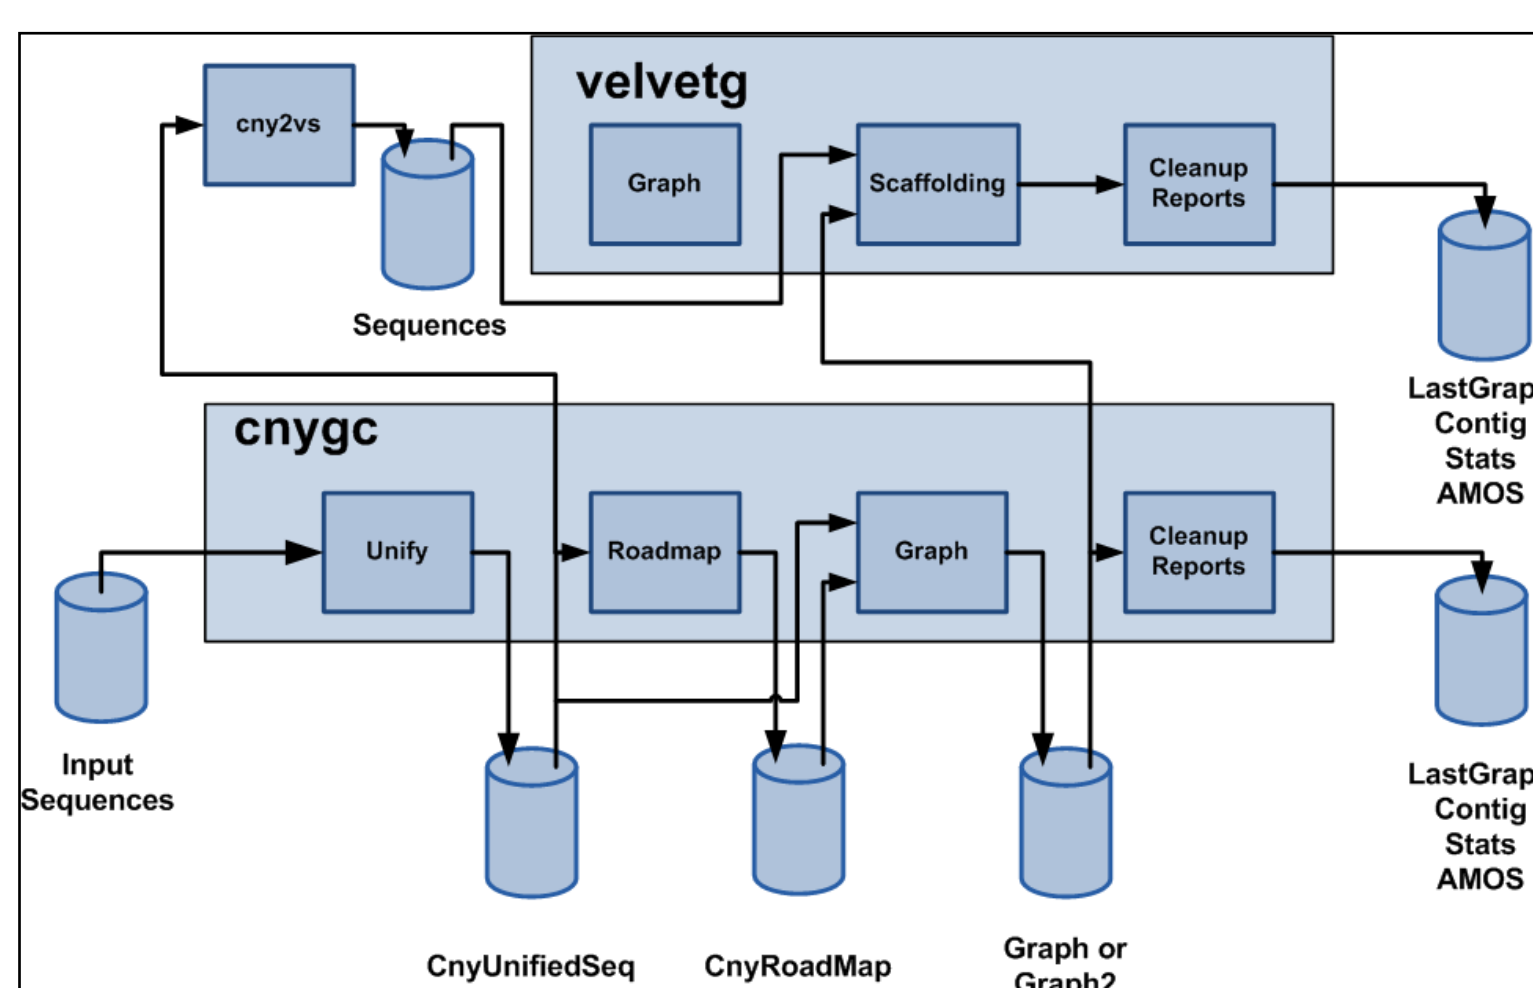 velvetg
cny2vs
Graph
Scaffolding
Cleanup
Reports
Sequences
LastGrap
Contig
Stats
AMOS
cnygc
Unify
Roadmap
Graph
Cleanup
Reports
Input
Sequences
LastGrap
Contig
Stats
AMOS
CnyUnifiedSeq
CnyRoadMap
Graph or
Graph2